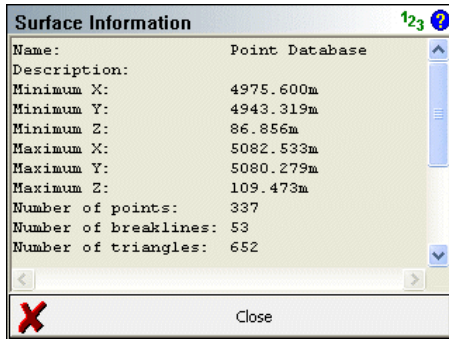 Surface Information 123 ?
Name: Point Database
Description:
Minimum X: 4975.600m
Minimum Y: 4943.319m
Minimum Z: 86.856m
Maximum X: 5082.533m
Maximum Y: 5080.279m
Maximum Z: 109.473m
Number of points: 337
Number of breaklines: 53
Number of triangles: 652
Close